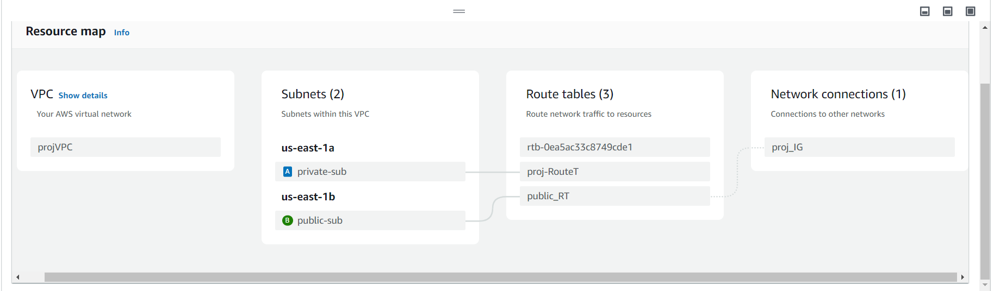 Resource map Info
VPC Show details
Your AWS virtual network
projVPC
Subnets (2)
Subnets within this VPC
us-east-1a
A private-sub
us-east-1b
B public-sub
Route tables (3)
Route network traffic to resources
rtb-0ea5ac33c8749cde1
proj-RouteT
public_RT
Network connections (1)
Connections to other networks
proj_IG